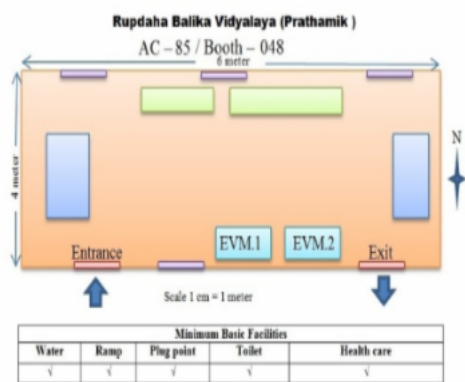 Rupdaha Balika Vidyalaya (Prathamik )
AC – 85 / Booth – 048
6 meter
4 meter
N
EVM.1 EVM.2
Entrance Exit
Scale 1 cm = 1 meter
Minimum Basic Facilities
Water Ramp Plug point Toilet Health care
√ √ √ √ √